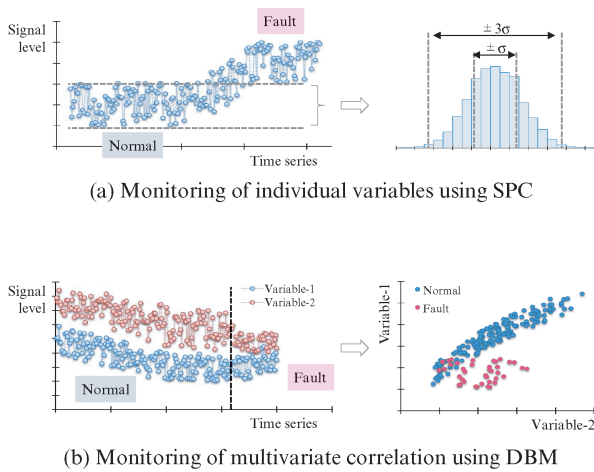 Signal
level
Fault
Normal
Time series
± 3σ
± σ
(a) Monitoring of individual variables using SPC
Signal
level
Variable-1
Variable-2
Normal
Fault
Time series
Variable-1
Normal
Fault
Variable-2
(b) Monitoring of multivariate correlation using DBM